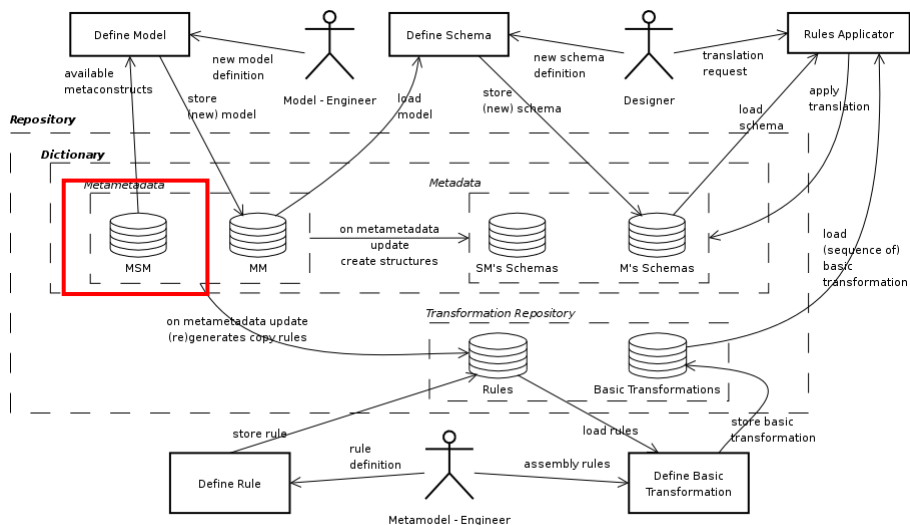 Define Model
Define Schema
Rules Applicator
available
metaconstructs
new model
definition
Model - Engineer
new schema
definition
Designer
translation
request
store
(new) model
load
model
store
(new) schema
load
schema
apply
translation
Repository
Dictionary
Metametadata
Metadata
MSM
MM
on metametadata
update
create structures
SM's Schemas
M's Schemas
load
(sequence of)
basic
transformation
on metametadata update
(re)generates copy rules
Transformation Repository
Rules
Basic Transformations
store rule
load rules
store basic
transformation
rule
definition
assembly rules
Define Rule
Define Basic
Transformation
Metamodel - Engineer